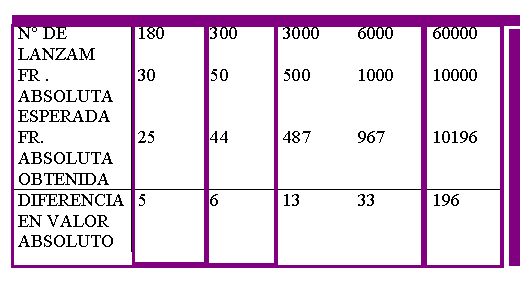 N° DE LANZAM 180 300 3000 6000 60000
FR . ABSOLUTA ESPERADA 30 50 500 1000 10000
FR. ABSOLUTA OBTENIDA 25 44 487 967 10196
DIFERENCIA EN VALOR ABSOLUTO 5 6 13 33 196